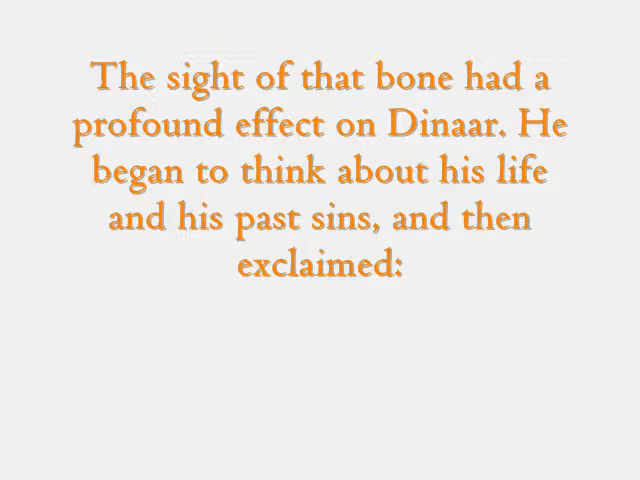 The sight of that bone had a
profound effect on Dinaar. He
began to think about his life
and his past sins, and then
exclaimed: